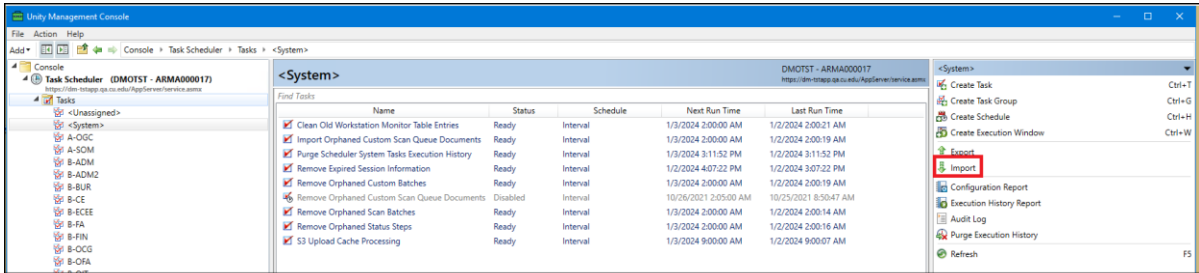 Unity Management Console
File Action Help
Add Console Task Scheduler Tasks <System>
Console
Task Scheduler (DMOTST - ARMA000017)
https://dm-tstapp.qa.cu.edu/AppServer/service.asmx
Tasks
<Unassigned>
<System>
A-OGC
A-SOM
B-ADM
B-ADM2
B-BUR
B-CE
B-ECEE
B-FA
B-FIN
B-OCG
B-OFA
<System>
DMOTST - ARMA000017
https://dm-tstapp.qa.cu.edu/AppServer/service.asmx
Find Tasks
Name Status Schedule Next Run Time Last Run Time
Clean Old Workstation Monitor Table Entries Ready Interval 1/3/2024 2:00:00 AM 1/2/2024 2:00:21 AM
Import Orphaned Custom Scan Queue Documents Ready Interval 1/3/2024 2:00:00 AM 1/2/2024 2:00:19 AM
Purge Scheduler System Tasks Execution History Ready Interval 1/3/2024 3:11:52 PM 1/2/2024 3:11:52 PM
Remove Expired Session Information Ready Interval 1/2/2024 4:07:22 PM 1/2/2024 3:07:22 PM
Remove Orphaned Custom Batches Ready Interval 1/3/2024 2:00:00 AM 1/2/2024 2:00:19 AM
Remove Orphaned Custom Scan Queue Documents Disabled Interval 10/26/2021 2:05:00 AM 10/25/2021 8:50:47 AM
Remove Orphaned Scan Batches Ready Interval 1/3/2024 2:00:00 AM 1/2/2024 2:00:14 AM
Remove Orphaned Status Steps Ready Interval 1/3/2024 2:00:00 AM 1/2/2024 2:00:16 AM
S3 Upload Cache Processing Ready Interval 1/3/2024 9:00:00 AM 1/2/2024 9:00:07 AM
<System>
Create Task Ctrl+T
Create Task Group Ctrl+G
Create Schedule Ctrl+H
Create Execution Window Ctrl+W
Export
Import
Configuration Report
Execution History Report
Audit Log
Purge Execution History
Refresh F5